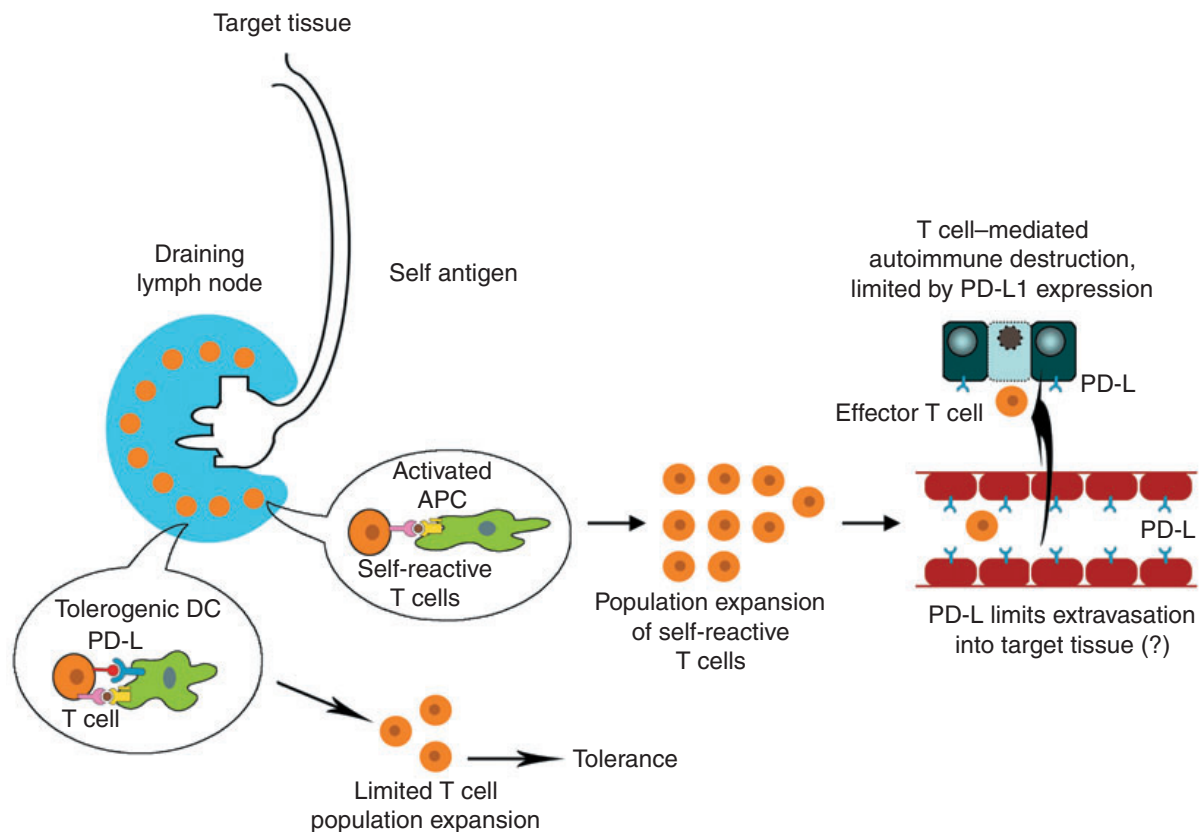 Target tissue
Draining
lymph node
Self antigen
T cell–mediated
autoimmune destruction,
limited by PD-L1 expression
PD-L
Effector T cell
Activated
APC
Self-reactive
T cells
PD-L
Tolerogenic DC
PD-L
T cell
Population expansion
of self-reactive
T cells
PD-L limits extravasation
into target tissue (?)
Limited T cell
population expansion
Tolerance